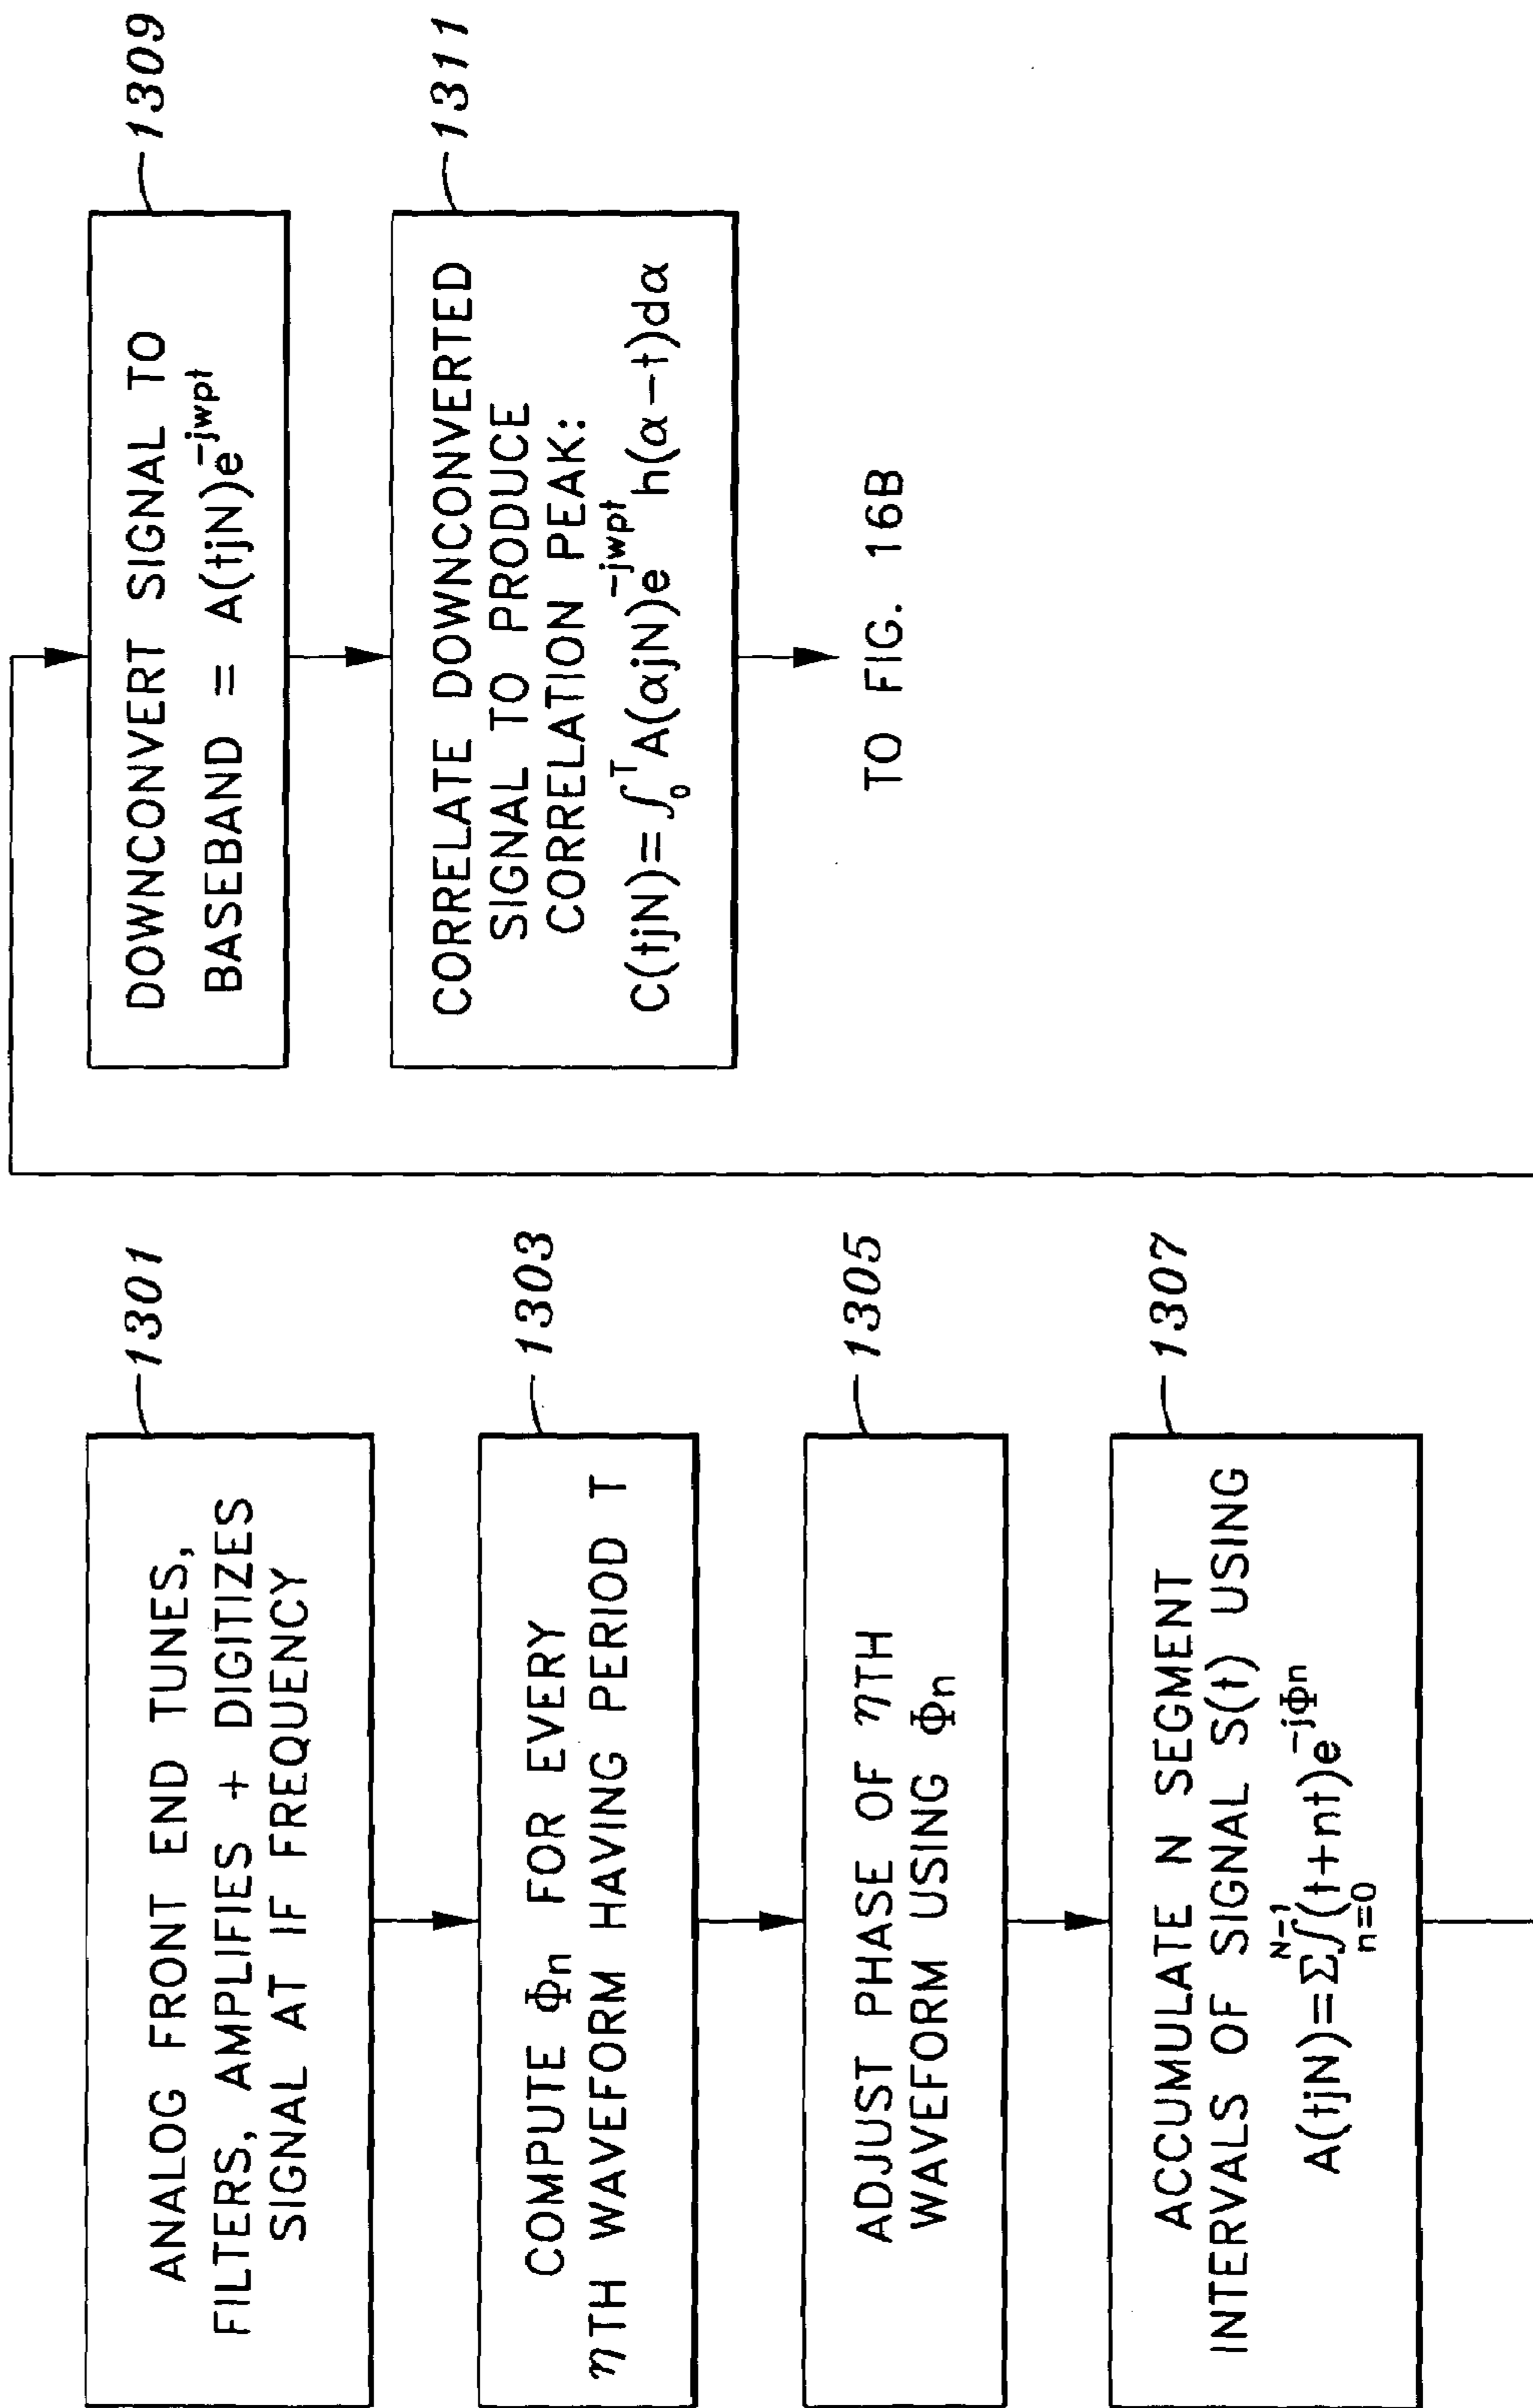 1301
ANALOG FRONT END TUNES,
FILTERS, AMPLIFIES + DIGITIZES
SIGNAL AT IF FREQUENCY
1303
COMPUTE Φn FOR EVERY
ηTH WAVEFORM HAVING PERIOD T
1305
ADJUST PHASE OF ηTH
WAVEFORM USING Φn
1307
ACCUMULATE N SEGMENT
INTERVALS OF SIGNAL S(t) USING
A(tjN)=∑_{n=0}^{N-1}∫(t+nt)e^{-jΦn}
1309
DOWNCONVERT SIGNAL TO
BASEBAND = A(tjN)e^{-jwpt}
1311
CORRELATE DOWNCONVERTED
SIGNAL TO PRODUCE
CORRELATION PEAK:
C(tjN)=∫_0^T A(αjN)e^{-jwpt} h(α-t)dα
TO FIG. 16B